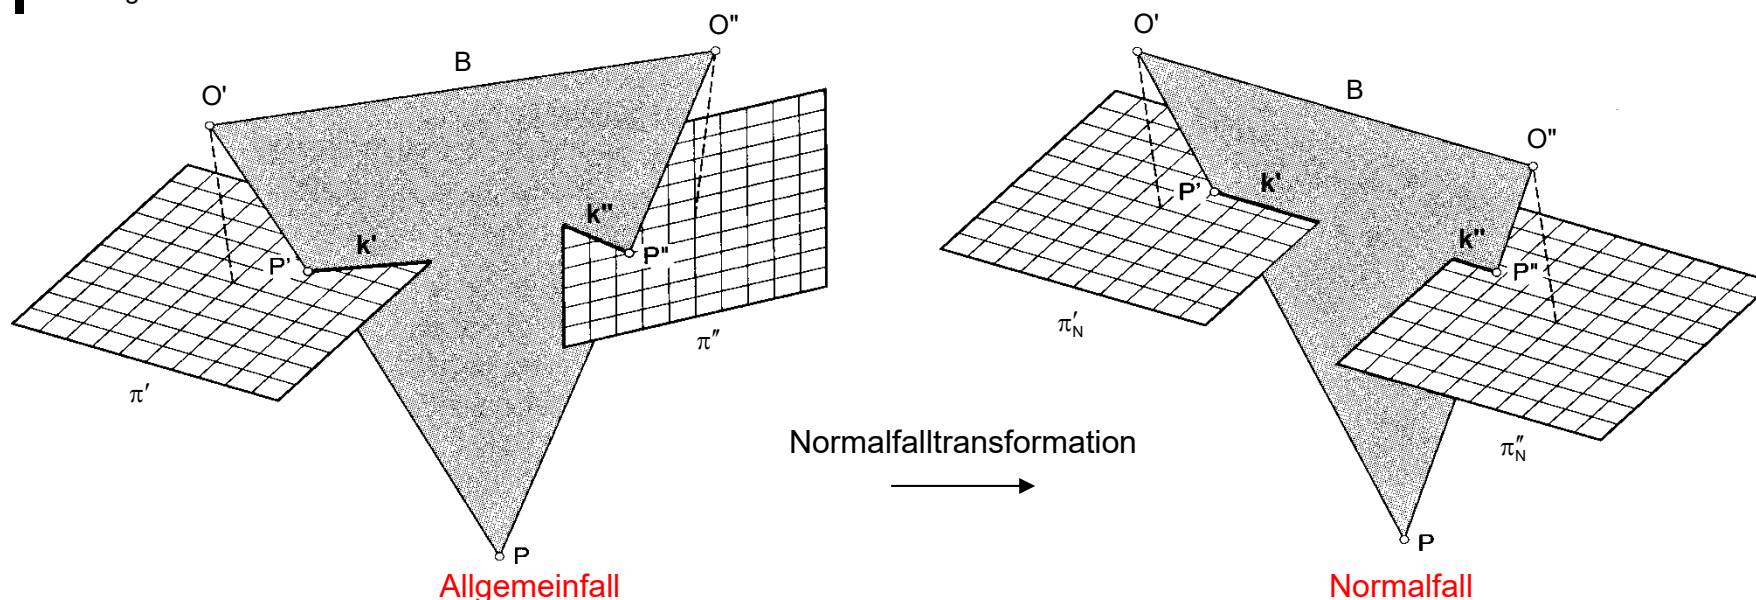 O'
B
O"
P'
k'
k"
P"
π'
π"
P
Allgemeinfall
Normalfalltransformation
O'
B
O"
P'
k'
k"
P"
π'N
π"N
P
Normalfall